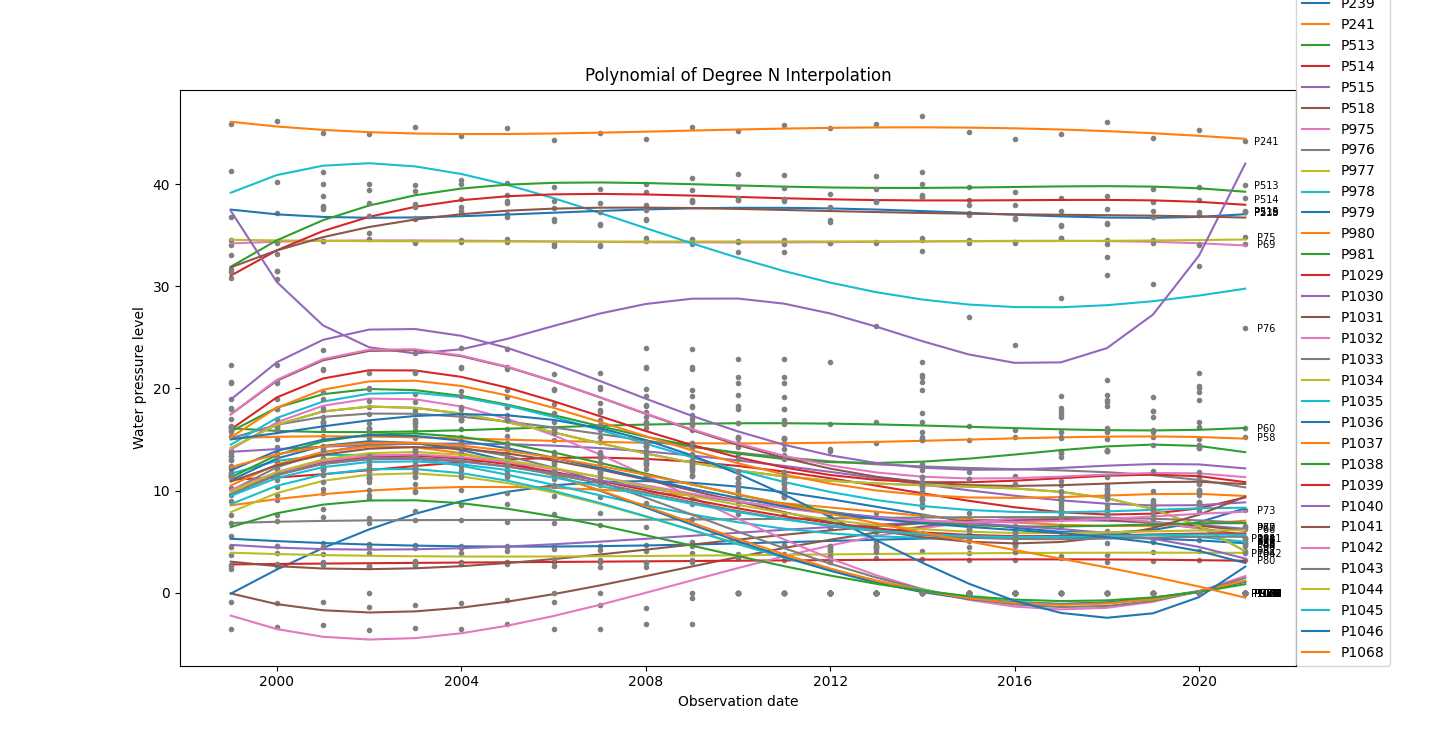 Polynomial of Degree N Interpolation
Water pressure level
40
30
20
10
0
2000
2004
2008
2012
2016
2020
Observation date
P241
P513
P514
P75
P69
P76
P60
P58
P73
P80
P239
P241
P513
P514
P515
P518
P975
P976
P977
P978
P979
P980
P981
P1029
P1030
P1031
P1032
P1033
P1034
P1035
P1036
P1037
P1038
P1039
P1040
P1041
P1042
P1043
P1044
P1045
P1046
P1068